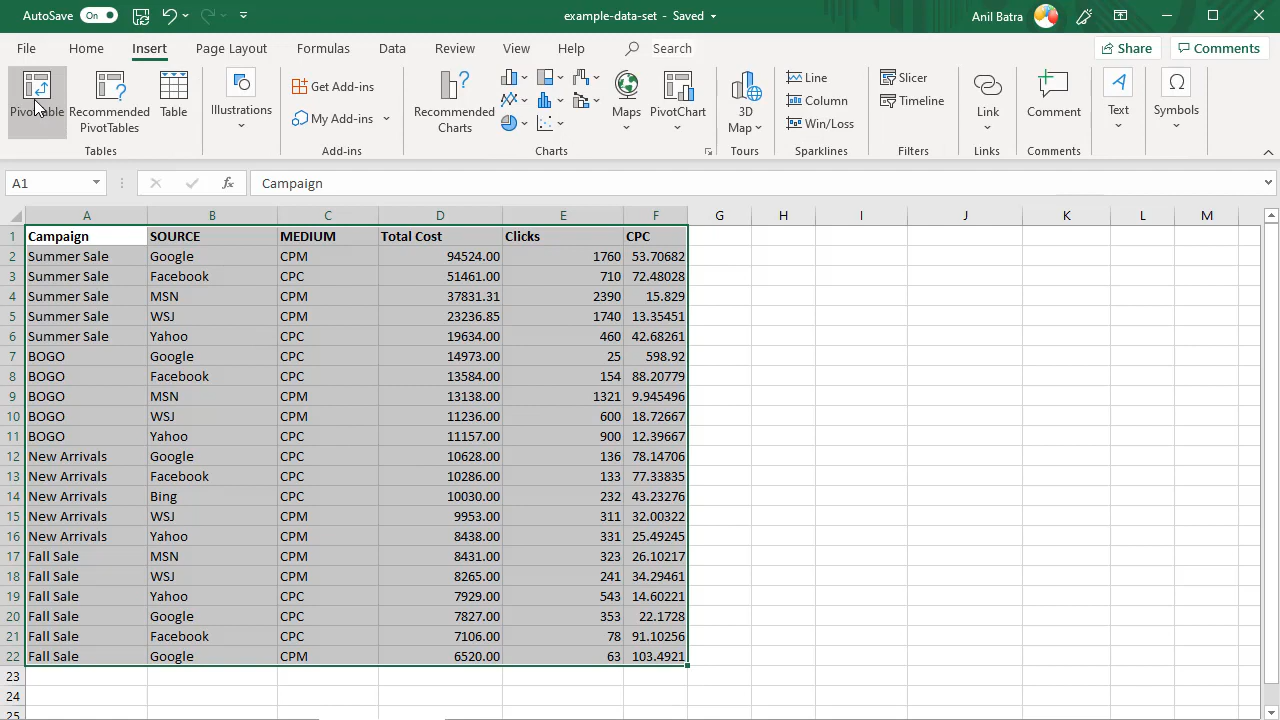 AutoSave On example-data-set - Saved Anil Batra
File Home Insert Page Layout Formulas Data Review View Help Search Share Comments
PivotTable
Recommended PivotTables
Table
Tables
Illustrations
Get Add-ins
My Add-ins
Add-ins
Recommended Charts
Maps
PivotChart
Charts
3D Map
Tours
Line
Column
Win/Loss
Sparklines
Slicer
Timeline
Filters
Link
Links
Comment
Comments
Text
Symbols
A1 fx Campaign
A B C D E F G H I J K L M
1 Campaign SOURCE MEDIUM Total Cost Clicks CPC
2 Summer Sale Google CPM 94524.00 1760 53.70682
3 Summer Sale Facebook CPC 51461.00 710 72.48028
4 Summer Sale MSN CPM 37831.31 2390 15.829
5 Summer Sale WSJ CPM 23236.85 1740 13.35451
6 Summer Sale Yahoo CPC 19634.00 460 42.68261
7 BOGO Google CPC 14973.00 25 598.92
8 BOGO Facebook CPC 13584.00 154 88.20779
9 BOGO MSN CPM 13138.00 1321 9.945496
10 BOGO WSJ CPM 11236.00 600 18.72667
11 BOGO Yahoo CPC 11157.00 900 12.39667
12 New Arrivals Google CPC 10628.00 136 78.14706
13 New Arrivals Facebook CPC 10286.00 133 77.33835
14 New Arrivals Bing CPC 10030.00 232 43.23276
15 New Arrivals WSJ CPM 9953.00 311 32.00322
16 New Arrivals Yahoo CPM 8438.00 331 25.49245
17 Fall Sale MSN CPM 8431.00 323 26.10217
18 Fall Sale WSJ CPM 8265.00 241 34.29461
19 Fall Sale Yahoo CPC 7929.00 543 14.60221
20 Fall Sale Google CPC 7827.00 353 22.1728
21 Fall Sale Facebook CPC 7106.00 78 91.10256
22 Fall Sale Google CPM 6520.00 63 103.4921
23
24
25